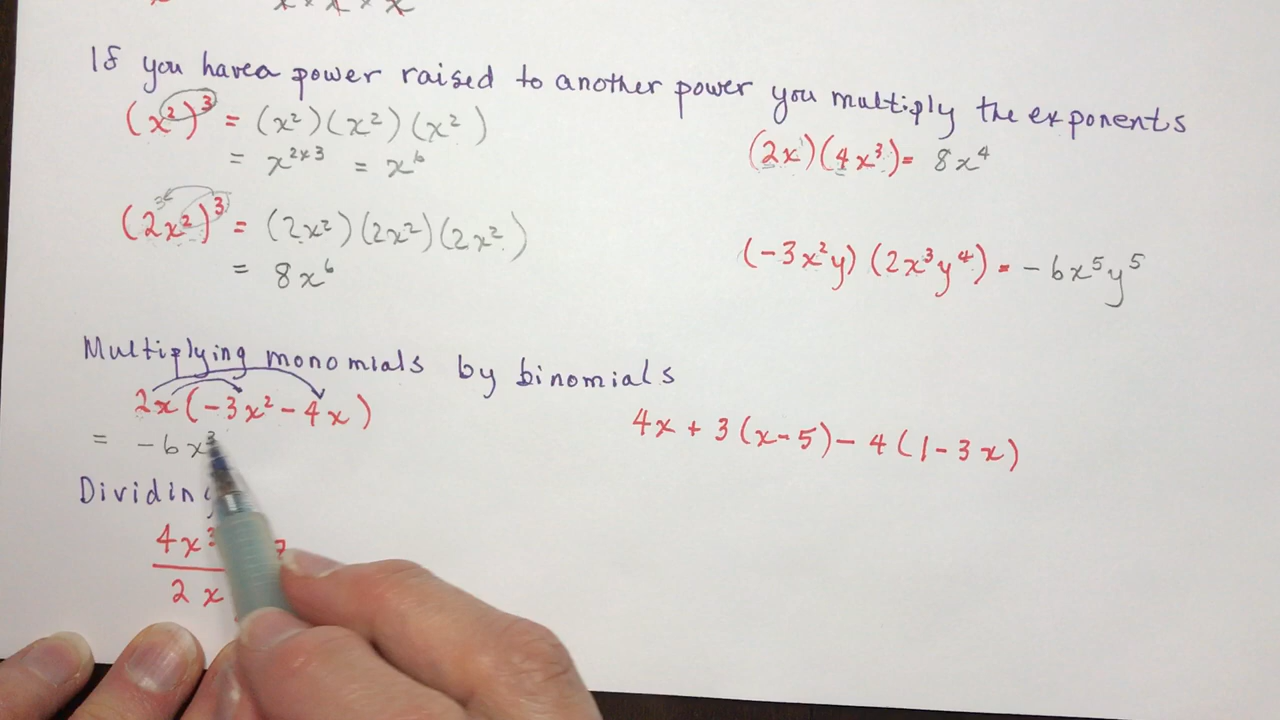 x × x × x
If you have a power raised to another power you multiply the exponents
(x²)³ = (x²)(x²)(x²)
= x²ˣ³ = x⁶
(2x)(4x³) = 8x⁴
3
(2x²)³ = (2x²)(2x²)(2x²)
= 8x⁶
(-3x²y)(2x³y⁴) = -6x⁵y⁵
Multiplying monomials by binomials
2x(-3x²-4x)
= -6x³
4x + 3(x-5) - 4(1-3x)
Dividing
4x³
2x